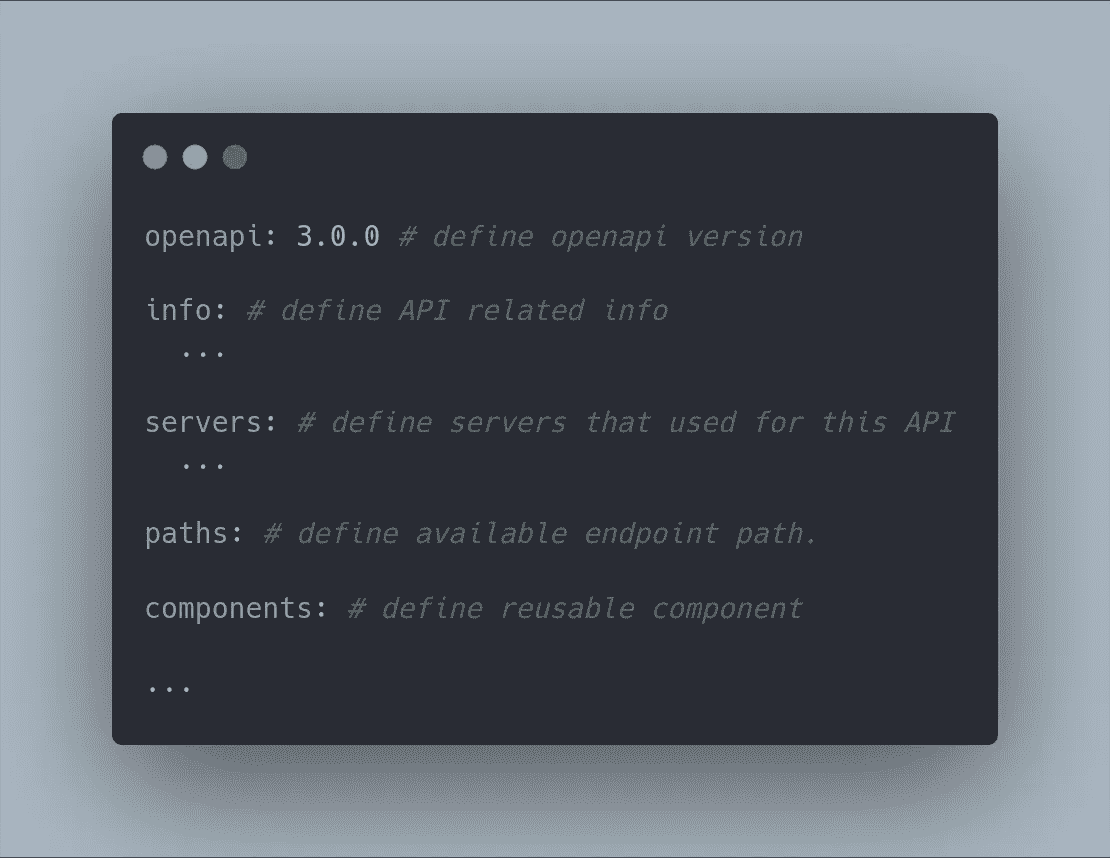 openapi: 3.0.0 # define openapi version
info: # define API related info
...
servers: # define servers that used for this API
...
paths: # define available endpoint path.
components: # define reusable component
...